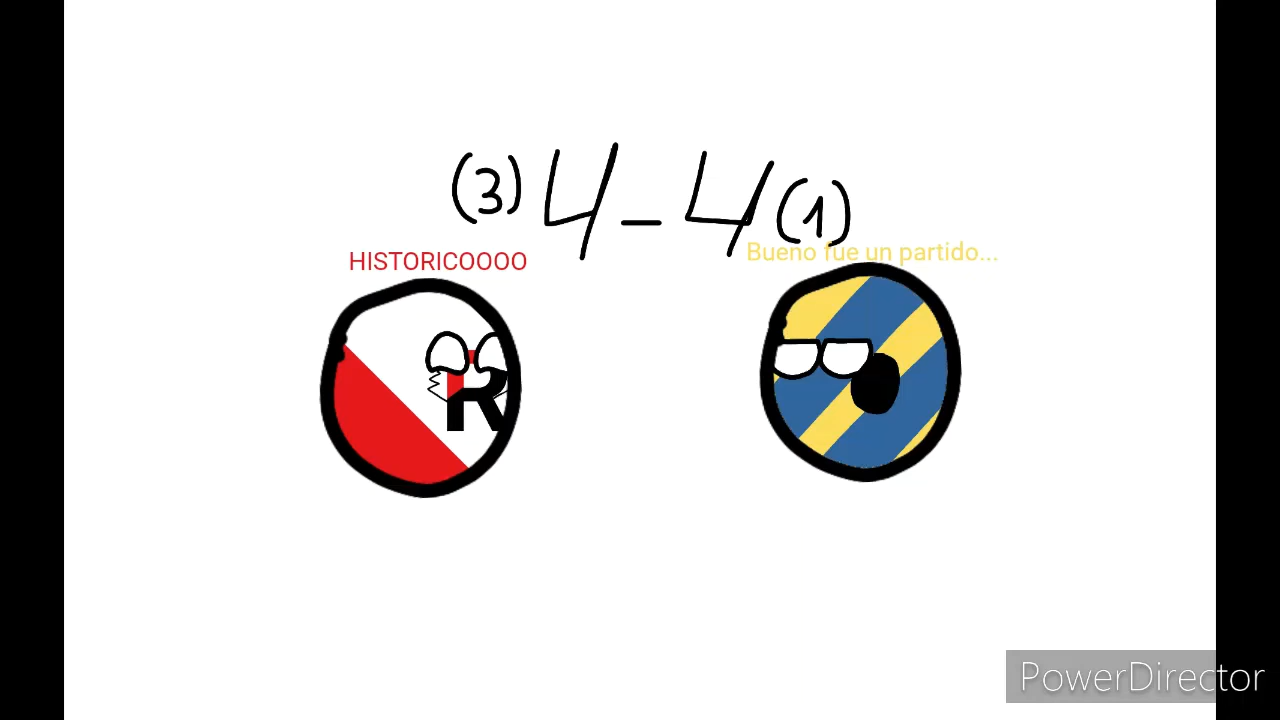 (3) 4 - 4 (1)
HISTORICOOOO
Bueno fue un partido...
R
PowerDirector